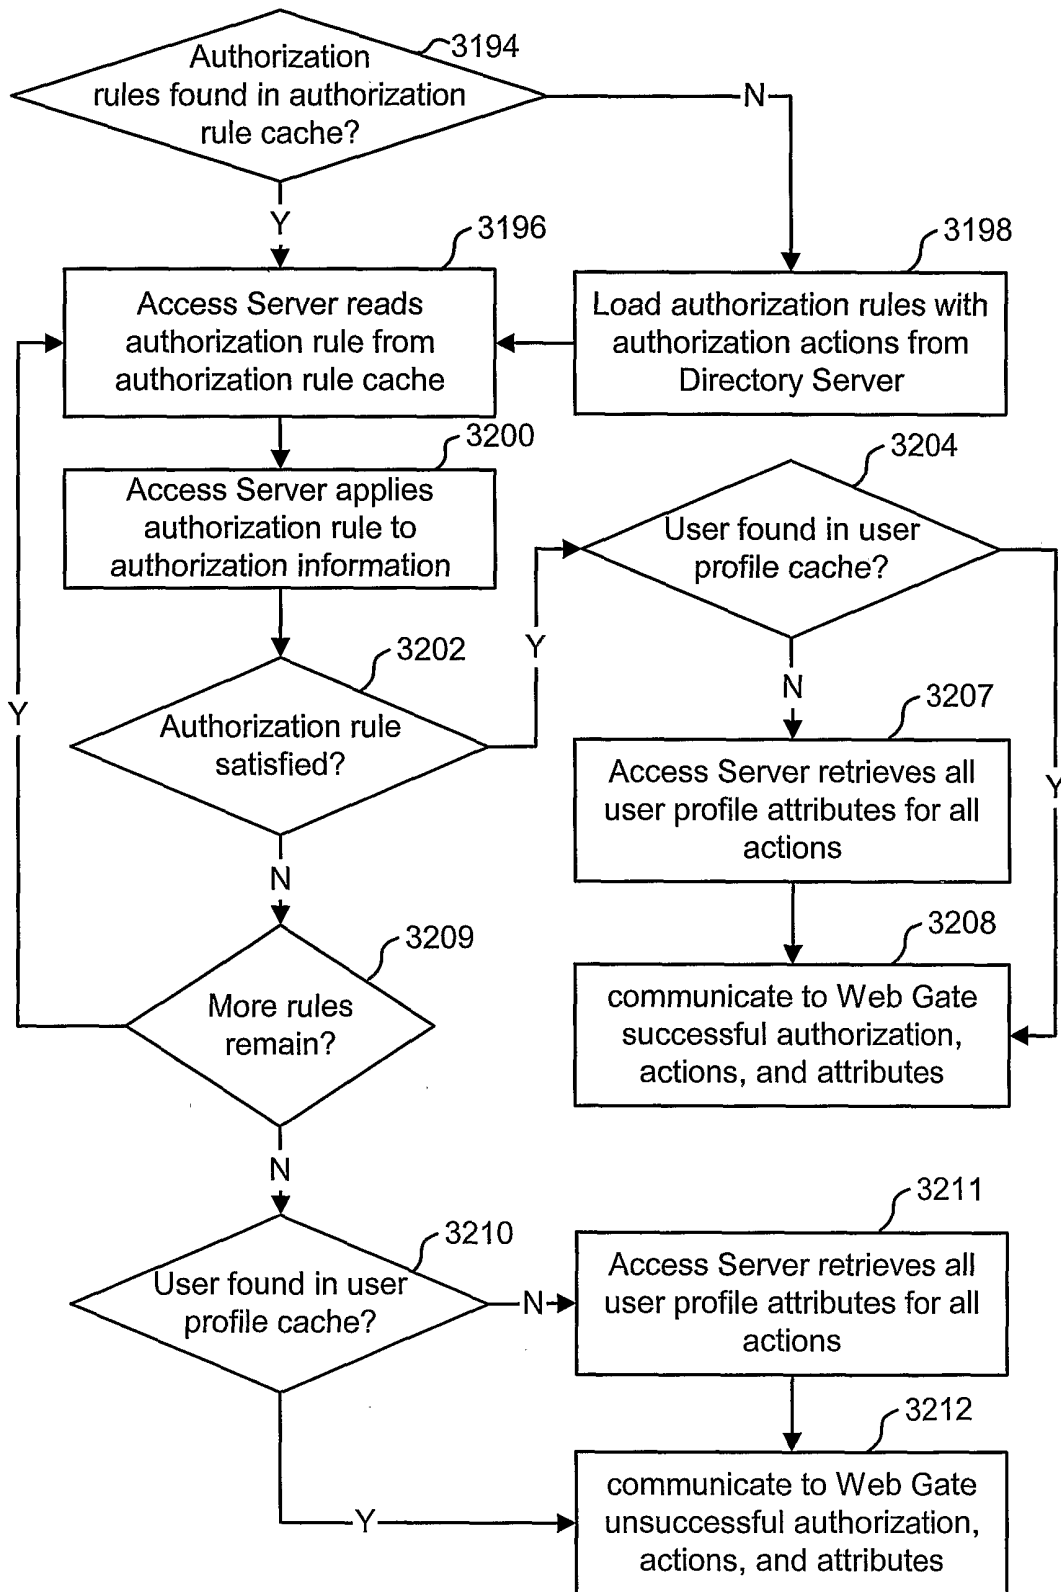 3194
Authorization
rules found in authorization
rule cache?
N
Y
3196
Access Server reads
authorization rule from
authorization rule cache
3198
Load authorization rules with
authorization actions from
Directory Server
3200
Access Server applies
authorization rule to
authorization information
3204
User found in user
profile cache?
Y
3202
Authorization rule
satisfied?
Y
N
3207
Access Server retrieves all
user profile attributes for all
actions
Y
N
3209
More rules
remain?
3208
communicate to Web Gate
successful authorization,
actions, and attributes
N
3210
User found in user
profile cache?
N
3211
Access Server retrieves all
user profile attributes for all
actions
Y
3212
communicate to Web Gate
unsuccessful authorization,
actions, and attributes